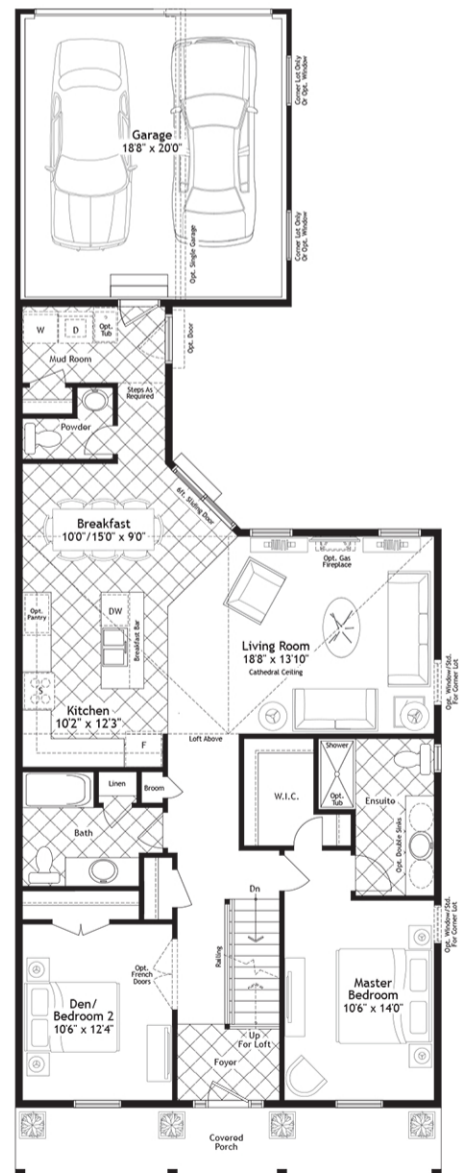 Garage
18'8" x 20'0"
Corner Lot Only
Or Opt. Window
Corner Lot Only
Or Opt. Window
Opt. Single Garage
W
D
Opt.
Tub
Opt. Door
Mud Room
Steps As
Required
Powder
6ft. Sliding Door
Breakfast
10'0"/15'0" x 9'0"
Opt. Gas
Fireplace
Opt.
Pantry
DW
Breakfast Bar
Living Room
18'8" x 13'10"
Cathedral Ceiling
Opt. Window/Std.
For Corner Lot
S
Kitchen
10'2" x 12'3"
F
Loft Above
Linen
Broom
W.I.C.
Shower
Opt.
Tub
Ensuite
Opt. Double Sinks
Bath
Dn
Railing
Opt. Window/Std.
For Corner Lot
Opt.
French
Doors
Den/
Bedroom 2
10'6" x 12'4"
Master
Bedroom
10'6" x 14'0"
Up
For Loft
Foyer
Covered
Porch